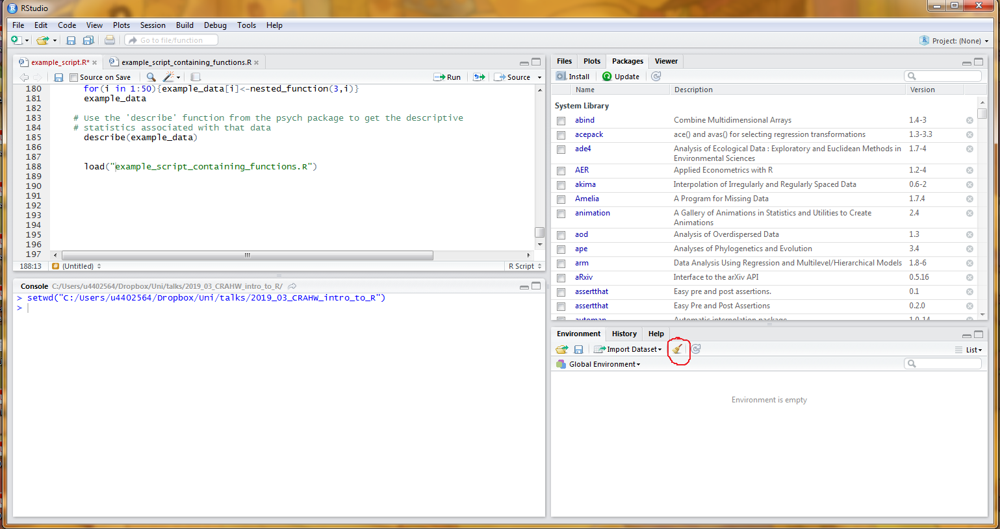 RStudio
File Edit Code View Plots Session Build Debug Tools Help
Go to file/function
Project: (None)
example_script.R*
example_script_containing_functions.R
Source on Save
Run
Source
180 for(i in 1:50){example_data[i]<-nested_function(3,i)}
181 example_data
182
183 # Use the 'describe' function from the psych package to get the descriptive
184 # statistics associated with that data
185 describe(example_data)
186
187
188 load("example_script_containing_functions.R")
189
190
191
192
193
194
195
196
197
188:13 (Untitled) R Script
Console C:/Users/u4402564/Dropbox/Uni/talks/2019_03_CRAHW_intro_to_R/
> setwd("C:/Users/u4402564/Dropbox/Uni/talks/2019_03_CRAHW_intro_to_R")
>
Files Plots Packages Viewer
Install Update
Name Description Version
System Library
abind Combine Multidimensional Arrays 1.4-3
acepack ace() and avas() for selecting regression transformations 1.3-3.3
ade4 Analysis of Ecological Data : Exploratory and Euclidean Methods in 1.7-4
Environmental Sciences
AER Applied Econometrics with R 1.2-4
akima Interpolation of Irregularly and Regularly Spaced Data 0.6-2
Amelia A Program for Missing Data 1.7.4
animation A Gallery of Animations in Statistics and Utilities to Create 2.4
Animations
aod Analysis of Overdispersed Data 1.3
ape Analyses of Phylogenetics and Evolution 3.4
arm Data Analysis Using Regression and Multilevel/Hierarchical Models 1.8-6
aRxiv Interface to the arXiv API 0.5.16
assertthat Easy pre and post assertions. 0.1
assertthat Easy Pre and Post Assertions 0.2.0
automap Automatic interpolation package 1.0-14
Environment History Help
Import Dataset
List
Global Environment
Environment is empty